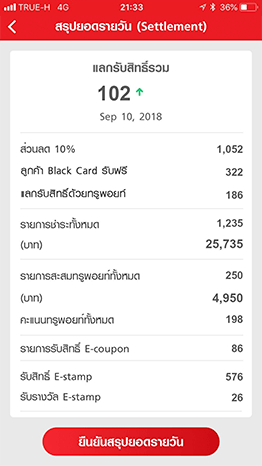 TRUE-H 4G 21:33 36%
สรุปยอดรายวัน (Settlement)
แลกรับสิทธิ์รวม
102
Sep 10, 2018
ส่วนลด 10% 1,052
ลูกค้า Black Card รับฟรี 322
แลกรับสิทธิ์ด้วยทรูพอยท์ 186
รายการชำระทั้งหมด 1,235
(บาท) 25,735
รายการสะสมทรูพอยท์ทั้งหมด 250
(บาท) 4,950
คะแนนทรูพอยท์ทั้งหมด 198
รายการรับสิทธิ์ E-coupon 86
รับสิทธิ์ E-stamp 576
รับรางวัล E-stamp 26
ยืนยันสรุปยอดรายวัน